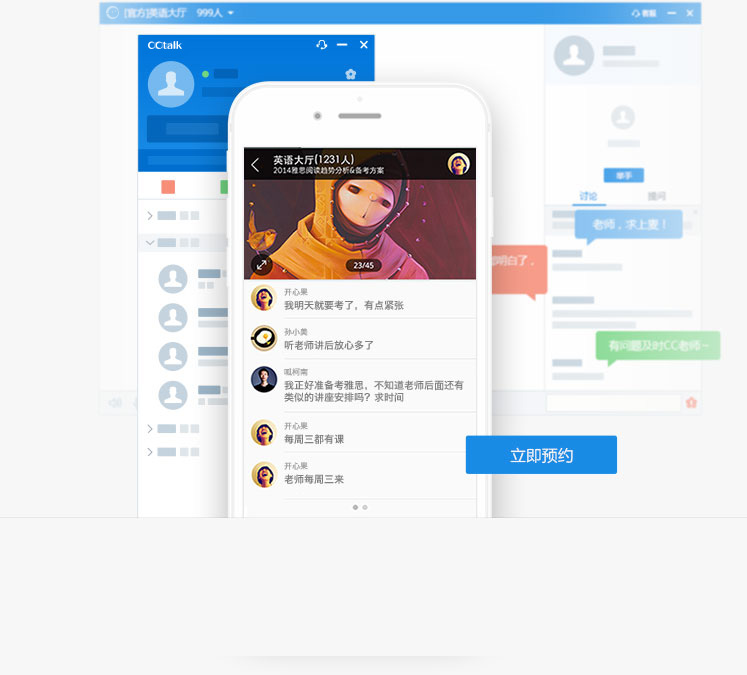 [官方]英语大厅 999人
客服
CCtalk
英语大厅(1231人)
2014雅思阅读趋势分析&备考方案
23/45
开心果
我明天就要考了，有点紧张
孙小美
听老师讲后放心多了
呱柯南
我正好准备考雅思，不知道老师后面还有
类似的讲座安排吗？求时间
开心果
每周三都有课
开心果
老师每周三来
举手
讨论 提问
老师，求上麦！
明白了，
有问题及时CC老师~
立即预约